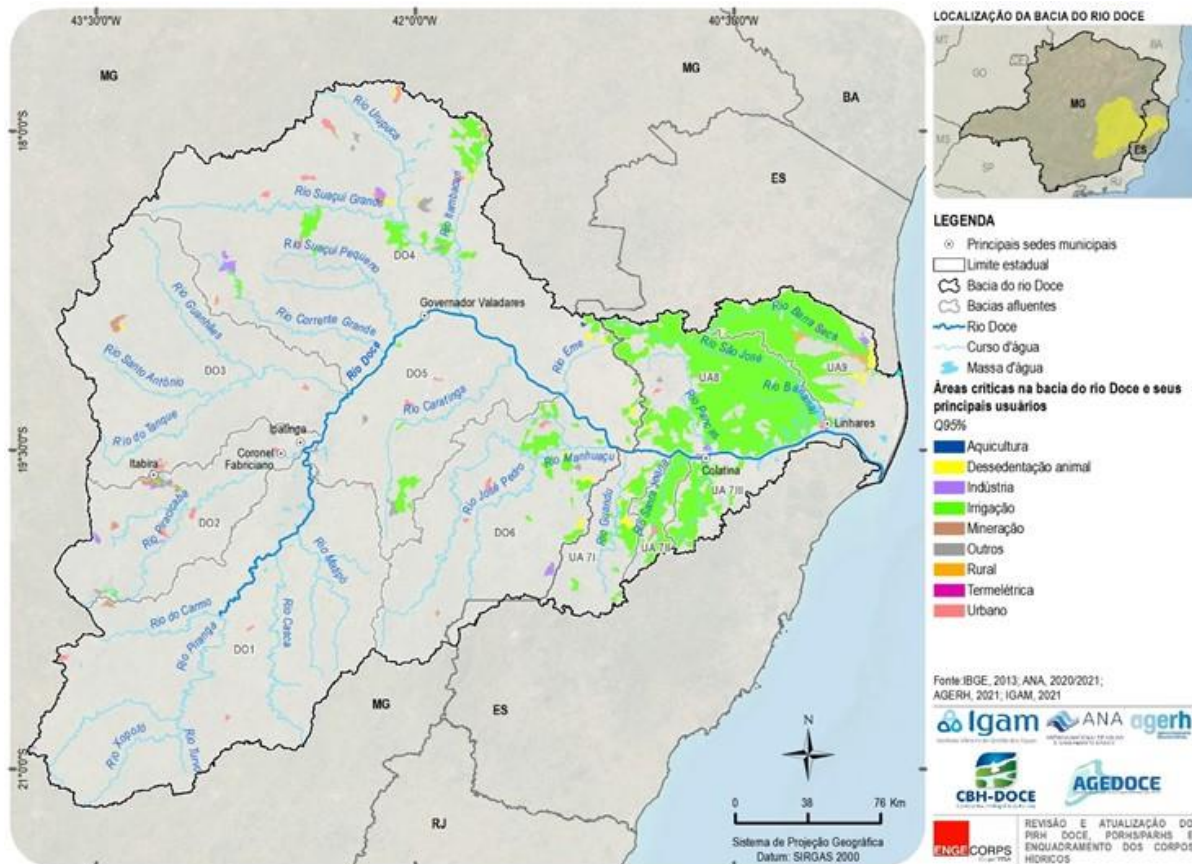 43°30'0"W
42°0'0"W
40°30'0"W
18°0'0"S
19°30'0"S
21°0'0"S
MG
MG
BA
ES
Rio Urupuca
Rio Suaçuí Grande
Rio Itambacuri
Rio Suaçuí Pequeno
DO4
Rio Corrente Grande
Governador Valadares
Rio Guanhães
Rio Santo Antônio
DO3
Rio do Tanque
Rio Doce
DO5
Rio Caratinga
Rio Eme
Rio Barra Seca
Rio São José
UA8
UA9
Rio Pancas
Linhares
Ipatinga
Coronel
Fabriciano
Itabira
Rio Piracicaba
DO2
Rio José Pedro
Rio Manhuaçu
Colatina
DO6
Rio Guandu
UA 7I
UA 7II
UA 7III
Rio Matipó
Rio do Carmo
Rio Piranga
DO1
Rio Casca
Rio Xopotó
Rio Turvo
MG
ES
RJ
N
0 38 76 Km
Sistema de Projeção Geográfica
Datum: SIRGAS 2000
LOCALIZAÇÃO DA BACIA DO RIO DOCE
MT
GO
DF
BA
MG
MS
SP
ES
RJ
LEGENDA
Principais sedes municipais
Limite estadual
Bacia do rio Doce
Bacias afluentes
Rio Doce
Curso d'água
Massa d'água
Áreas críticas na bacia do rio Doce e seus
principais usuários
Q95%
Aquicultura
Dessedentação animal
Indústria
Irrigação
Mineração
Outros
Rural
Termelétrica
Urbano
Fonte:IBGE, 2013; ANA, 2020/2021;
AGERH, 2021; IGAM, 2021
Igam
ANA
agerh
CBH-DOCE
AGEDOCE
ENGECORPS
REVISÃO E ATUALIZAÇÃO DO
PIRH DOCE, PDRHS/PARHS E
ENQUADRAMENTO DOS CORPOS
HÍDRICOS